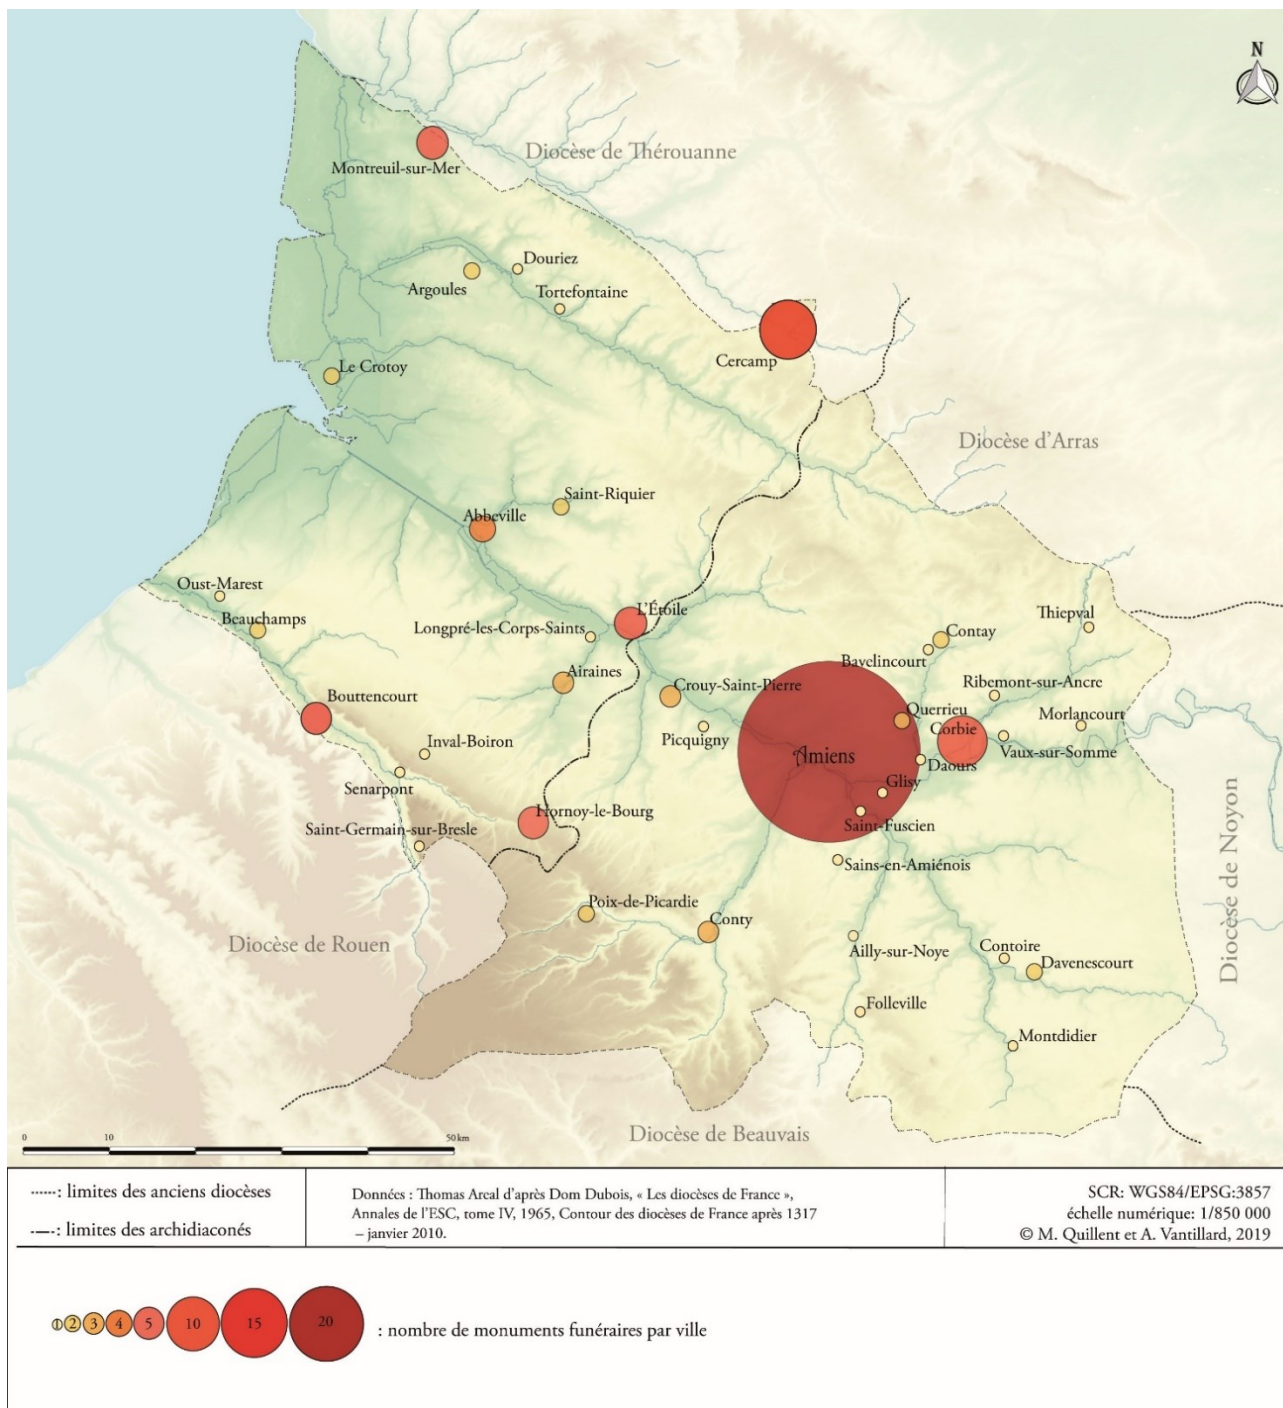 N
Diocèse de Thérouanne
Montreuil-sur-Mer
Douriez
Argoules
Tortefontaine
Cercamp
Le Crotoy
Diocèse d'Arras
Saint-Riquier
Abbeville
Oust-Marest
Beauchamps
L'Étoile
Longpré-les-Corps-Saints
Thiepval
Contay
Bavelincourt
Airaines
Crouy-Saint-Pierre
Ribemont-sur-Ancre
Bouttencourt
Querrieu
Morlancourt
Corbie
Picquigny
Inval-Boiron
Vaux-sur-Somme
Amiens
Daours
Senarpont
Glisy
Hornoy-le-Bourg
Saint-Fuscien
Saint-Germain-sur-Bresle
Sains-en-Amiénois
Diocèse de Noyon
Poix-de-Picardie
Conty
Diocèse de Rouen
Ailly-sur-Noye
Contoire
Davenescourt
Folleville
Montdidier
Diocèse de Beauvais
0 10 50 km
: limites des anciens diocèses
: limites des archidiaconés
Données : Thomas Areal d'après Dom Dubois, « Les diocèses de France »,
Annales de l'ESC, tome IV, 1965, Contour des diocèses de France après 1317
– janvier 2010.
SCR: WGS84/EPSG:3857
échelle numérique: 1/850 000
© M. Quillent et A. Vantillard, 2019
1 2 3 4 5 10 15 20 : nombre de monuments funéraires par ville